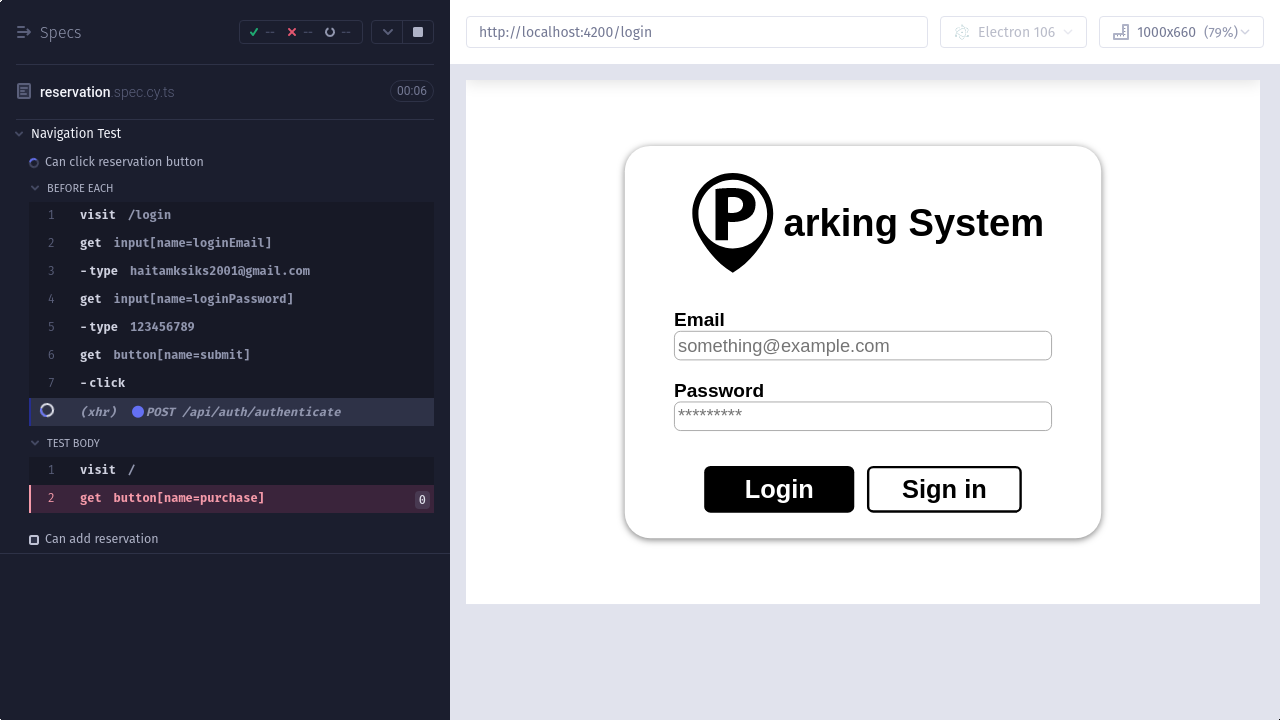 Specs
-- -- --
reservation.spec.cy.ts
00:06
Navigation Test
Can click reservation button
BEFORE EACH
1 visit /login
2 get input[name=loginEmail]
3 -type haitamksiks2001@gmail.com
4 get input[name=loginPassword]
5 -type 123456789
6 get button[name=submit]
7 -click
(xhr) POST /api/auth/authenticate
TEST BODY
1 visit /
2 get button[name=purchase] 0
Can add reservation
http://localhost:4200/login
Electron 106
1000x660 (79%)
P arking System
Email
something@example.com
Password
*********
Login
Sign in